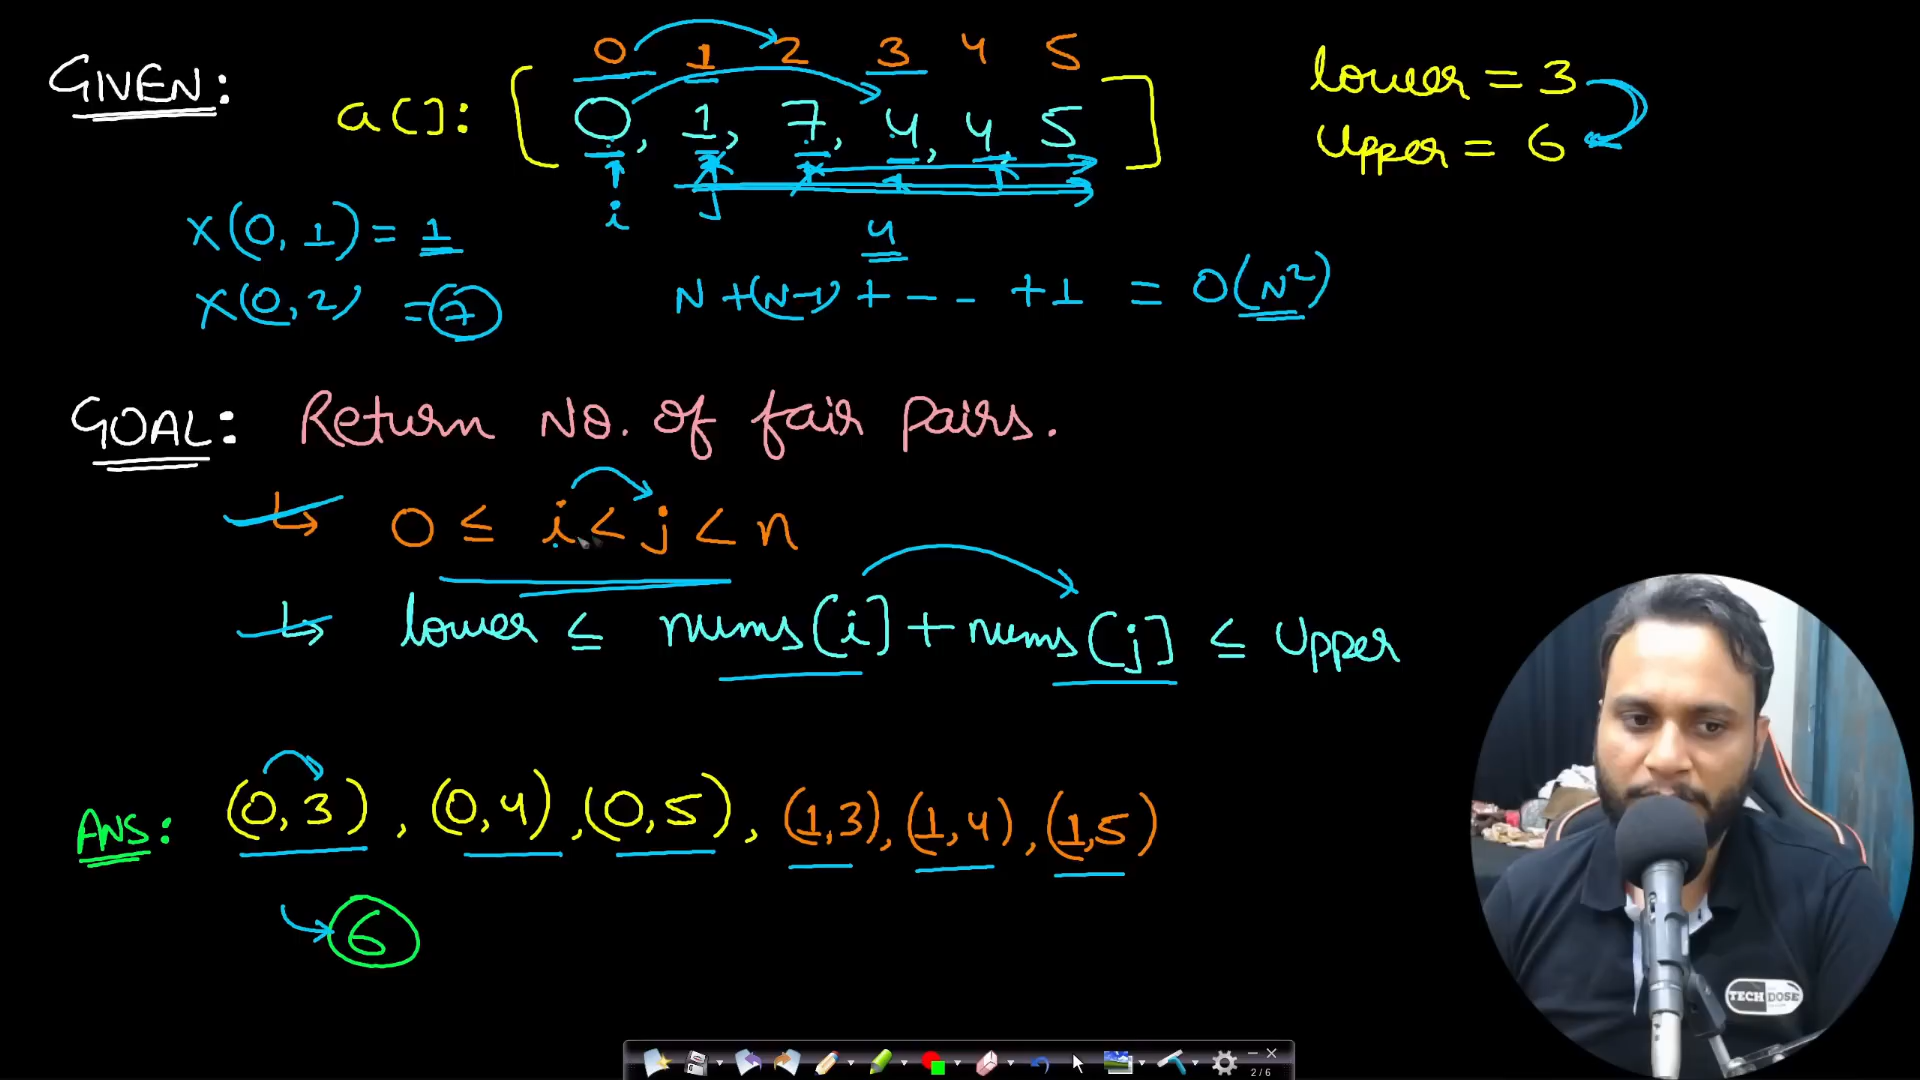 GIVEN:
0 1 2 3 4 5
a[]: [0, 1, 7, 4, 4, 5]
lower = 3
Upper = 6
i j
x (0, 1) = 1
x (0, 2) = 7
4
N + (N-1) + - - - + 1 = O(N²)
GOAL: Return No. of fair Pairs.
↳ 0 ≤ i < j < n
↳ lower ≤ nums[i] + nums[j] ≤ Upper
ANS: (0, 3), (0, 4), (0, 5), (1,3), (1,4), (1,5)
6
TECH DOSE
2/6